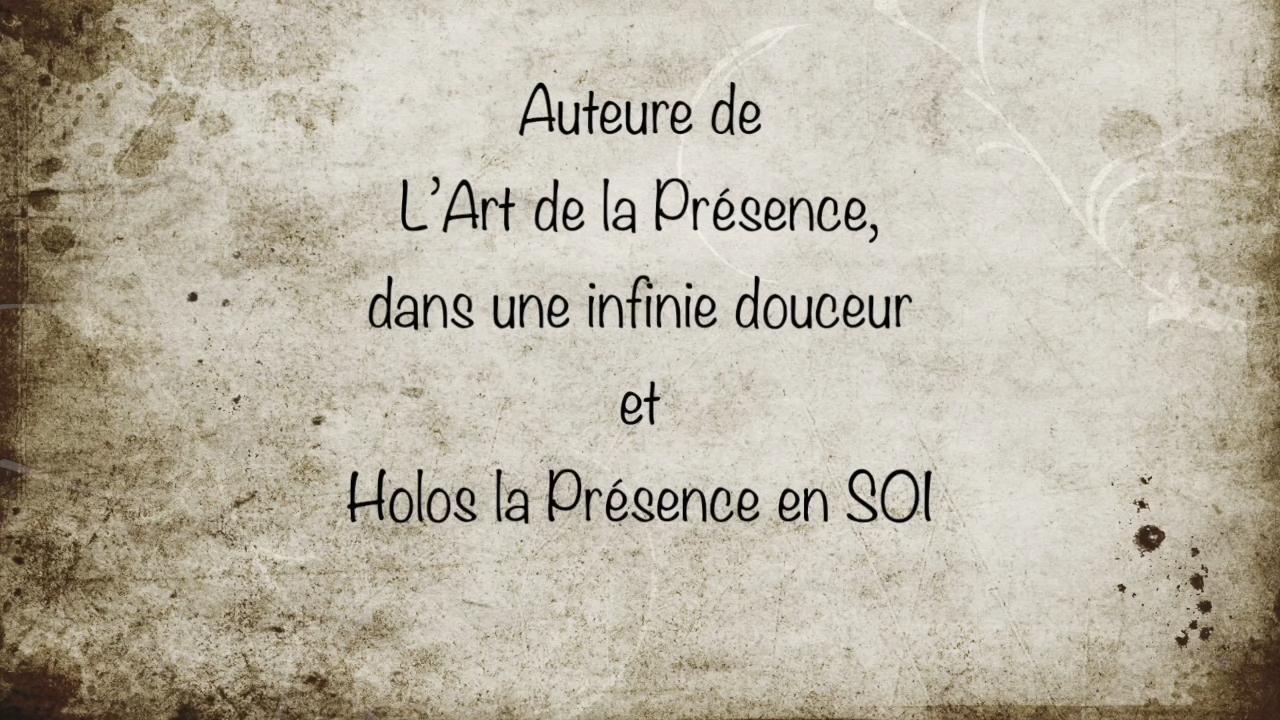 Auteure de
L’Art de la Présence,
dans une infinie douceur
et
Holos la Présence en SOI